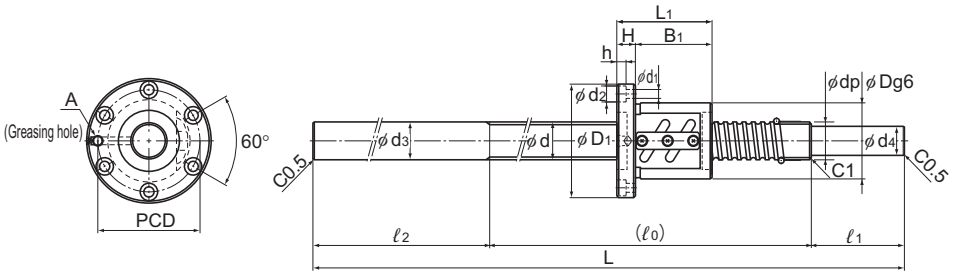 L₁
H B₁
h
φd₁
φd₂
φdp φDg6
A
(Greasing hole)
60°
φd₃
φd
φD₁
φd₄
C0.5
C1
C0.5
PCD
ℓ₂
(ℓ₀)
ℓ₁
L